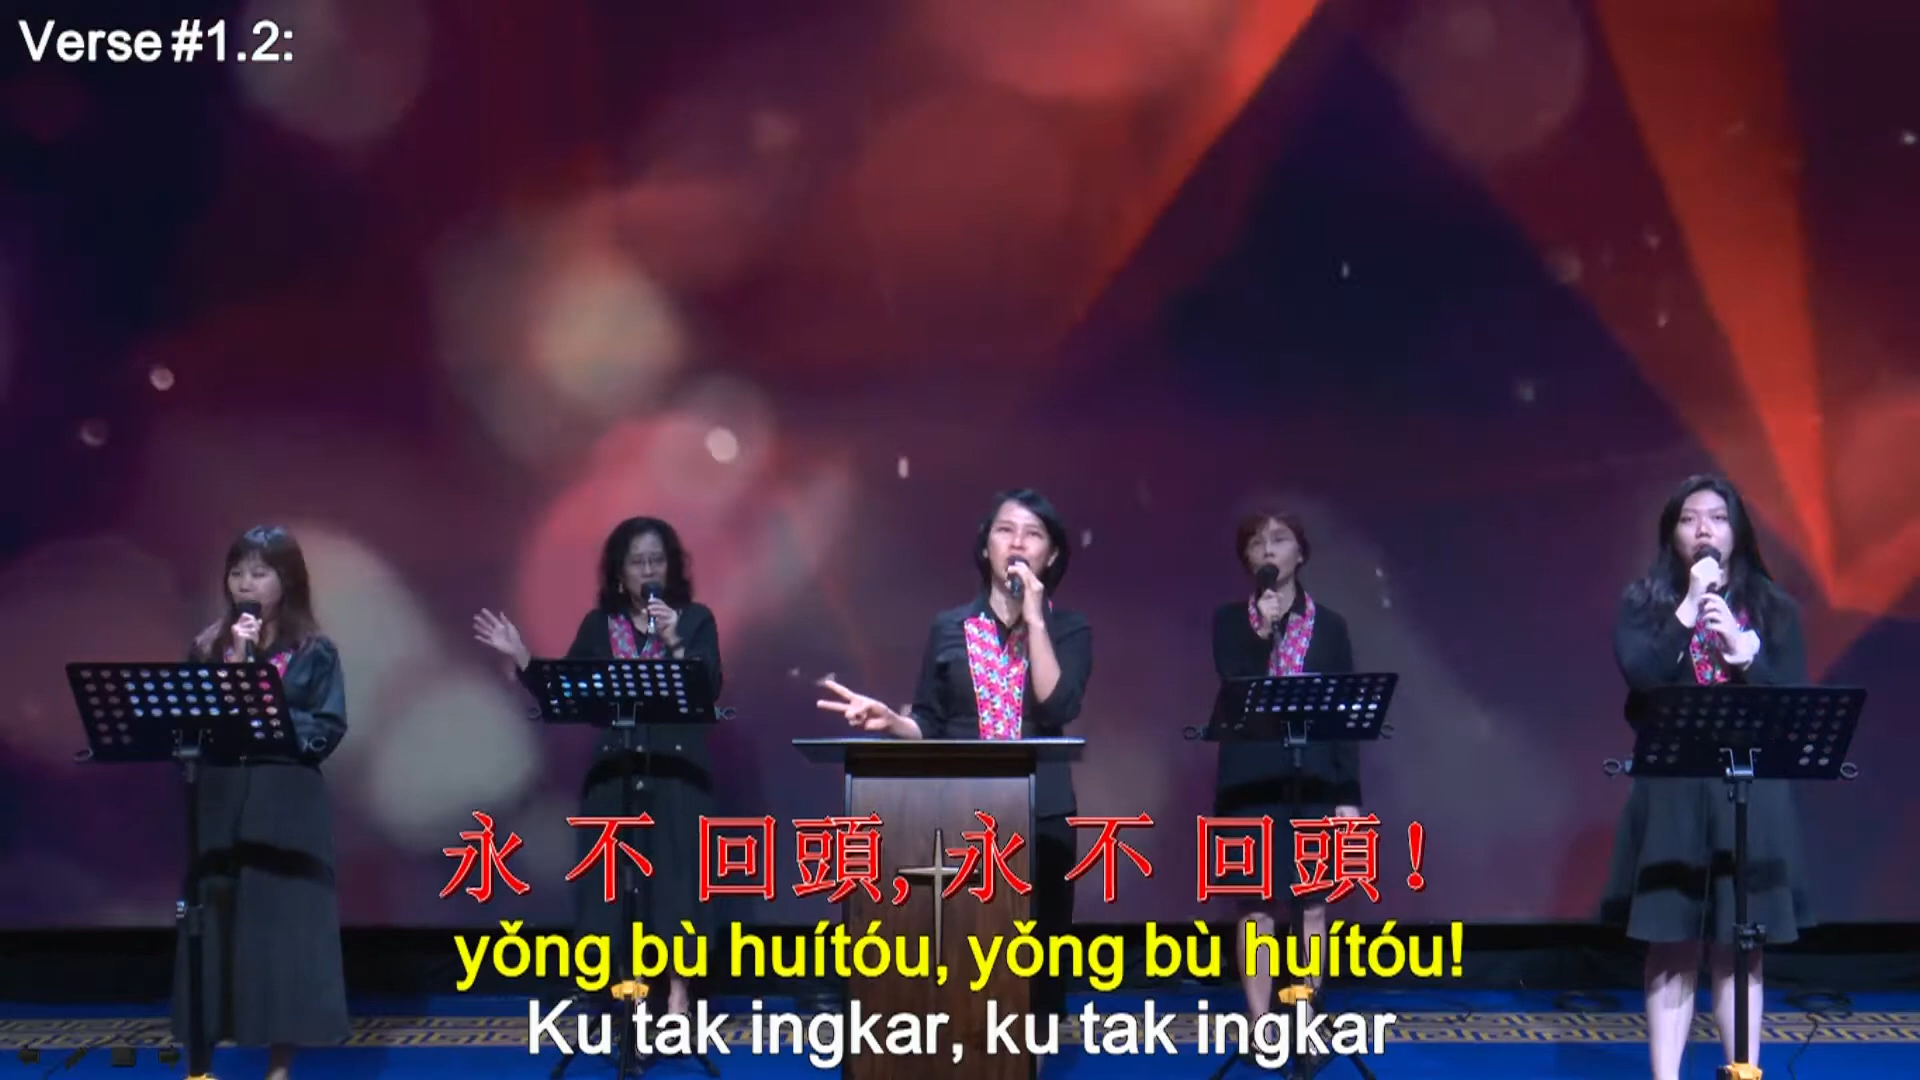 Verse #1.2:
永不回頭,永不回頭!
yǒng bù huítóu, yǒng bù huítóu!
Ku tak ingkar, ku tak ingkar